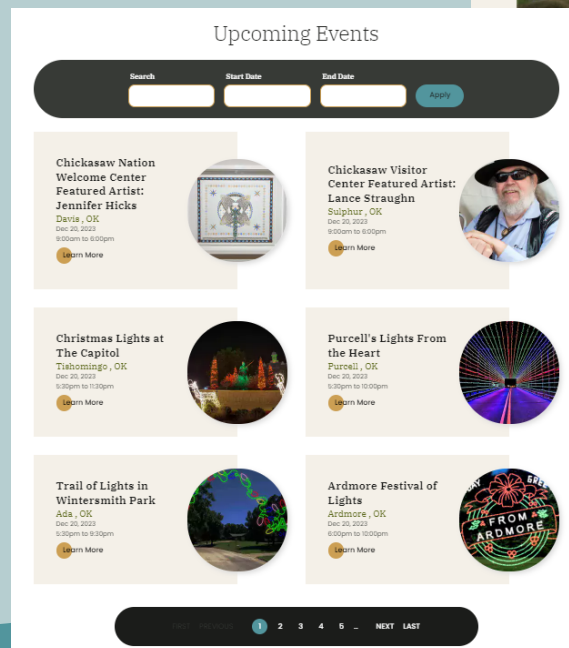 Upcoming Events
Search
Start Date
End Date
Apply
Chickasaw Nation
Welcome Center
Featured Artist:
Jennifer Hicks
Davis , OK
Dec 20, 2023
9:00am to 6:00pm
Learn More
Chickasaw Visitor
Center Featured Artist:
Lance Straughn
Sulphur , OK
Dec 20, 2023
9:00am to 6:00pm
Learn More
Christmas Lights at
The Capitol
Tishomingo , OK
Dec 20, 2023
5:30pm to 11:20pm
Learn More
Purcell's Lights From
the Heart
Purcell , OK
Dec 20, 2023
5:30pm to 10:00pm
Learn More
Trail of Lights in
Wintersmith Park
Ada , OK
Dec 20, 2023
5:30pm to 9:30pm
Learn More
Ardmore Festival of
Lights
Ardmore , OK
Dec 20, 2023
6:00pm to 10:00pm
Learn More
FROM
ARDMORE
FIRST PREVIOUS 1 2 3 4 5 … NEXT LAST